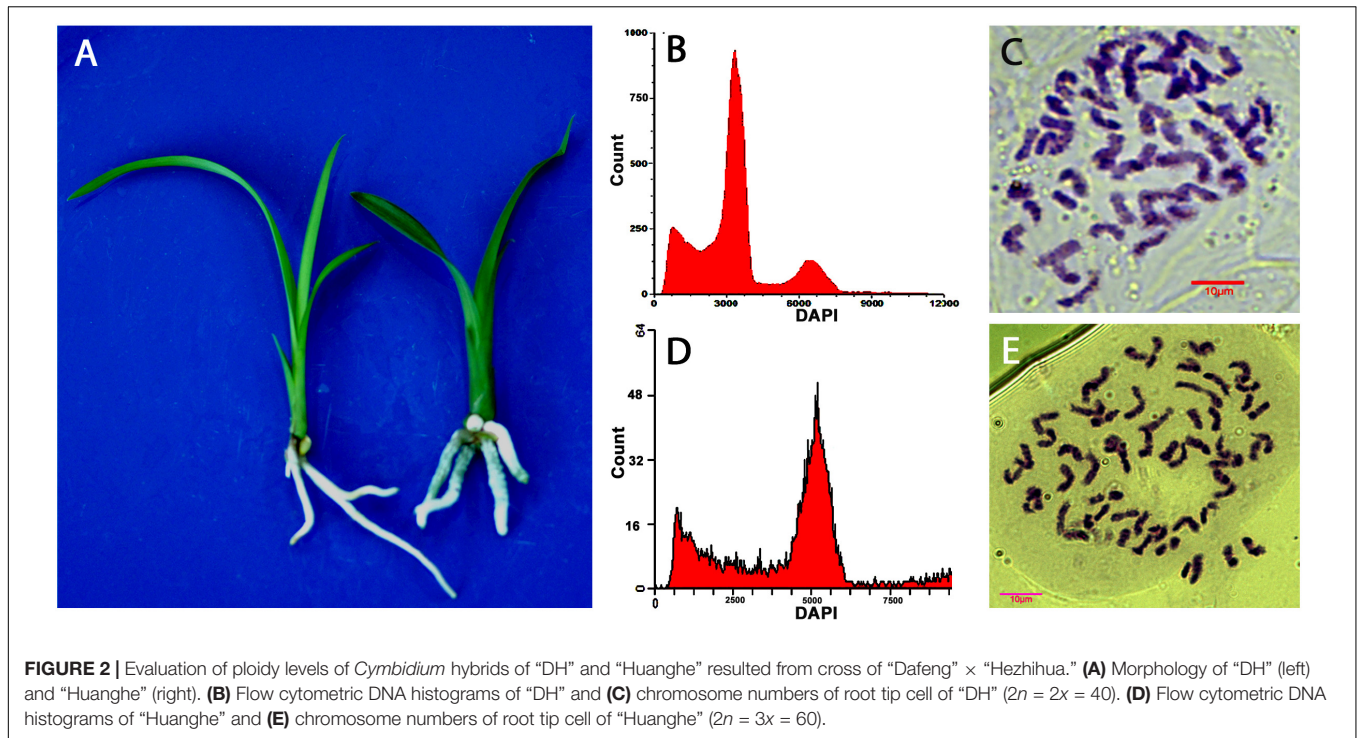 A
B
1000
750
500
250
0
Count
0 3000 6000 9000 12000
DAPI
C
10µm
D
64
48
32
16
0
Count
0 2500 5000 7500
DAPI
E
10µm
FIGURE 2 | Evaluation of ploidy levels of Cymbidium hybrids of “DH” and “Huanghe” resulted from cross of “Dafeng” × “Hezhihua.” (A) Morphology of “DH” (left)
and “Huanghe” (right). (B) Flow cytometric DNA histograms of “DH” and (C) chromosome numbers of root tip cell of “DH” (2n = 2x = 40). (D) Flow cytometric DNA
histograms of “Huanghe” and (E) chromosome numbers of root tip cell of “Huanghe” (2n = 3x = 60).